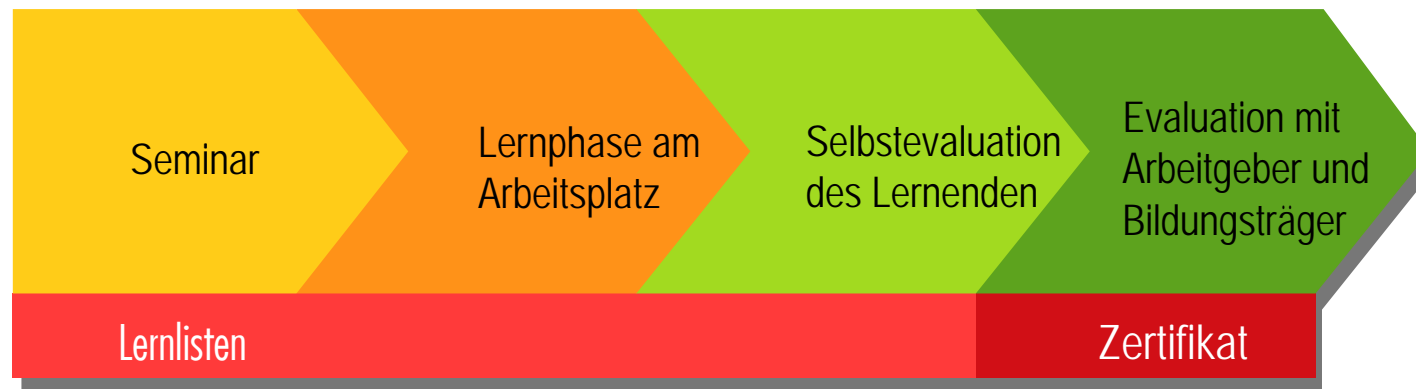 Seminar
Lernphase am
Arbeitsplatz
Selbstevaluation
des Lernenden
Evaluation mit
Arbeitgeber und
Bildungsträger
Lernlisten
Zertifikat